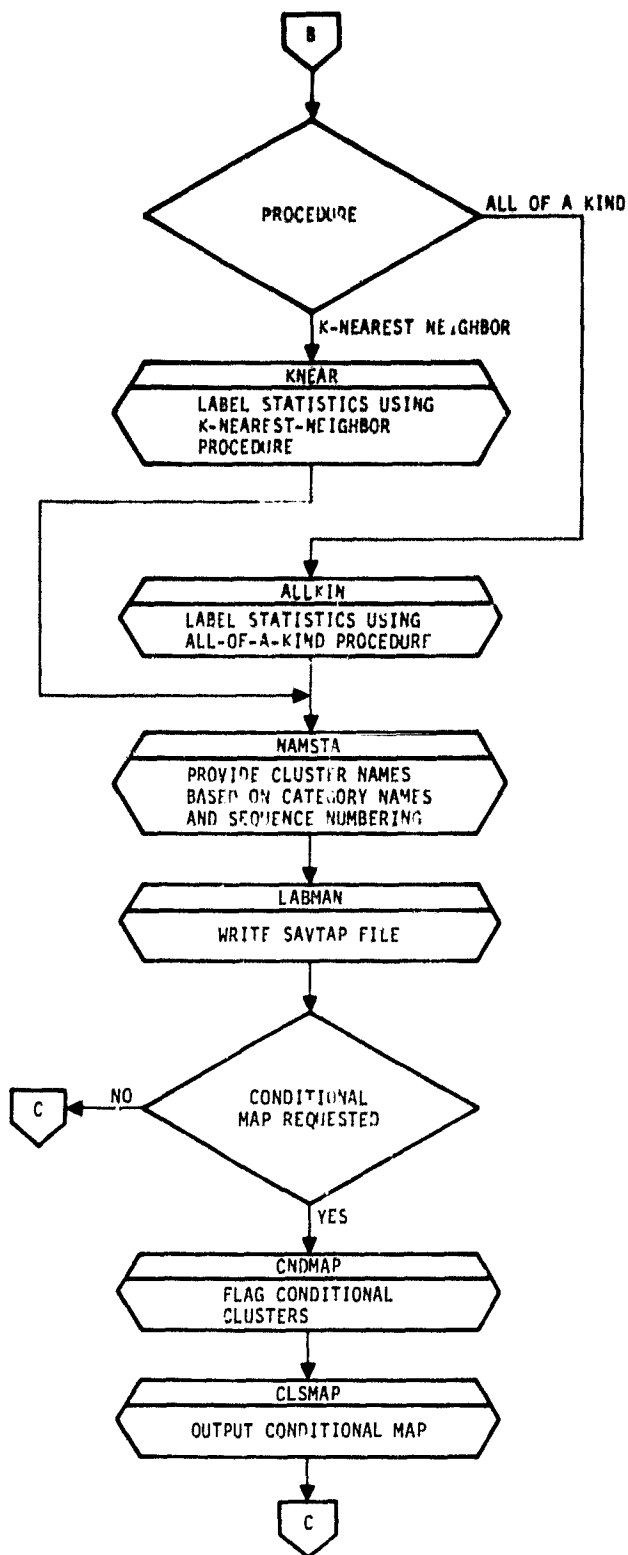 B
PROCEDURE
ALL OF A KIND
K-NEAREST NEIGHBOR
KNEAR
LABEL STATISTICS USING
K-NEAREST-NEIGHBOR
PROCEDURE
ALLKIN
LABEL STATISTICS USING
ALL-OF-A-KIND PROCEDURE
NAMSTA
PROVIDE CLUSTER NAMES
BASED ON CATEGORY NAMES
AND SEQUENCE NUMBERING
LABMAN
WRITE SAVTAP FILE
CONDITIONAL
MAP REQUESTED
NO
C
YES
CNDMAP
FLAG CONDITIONAL
CLUSTERS
CLSMAP
OUTPUT CONDITIONAL MAP
C